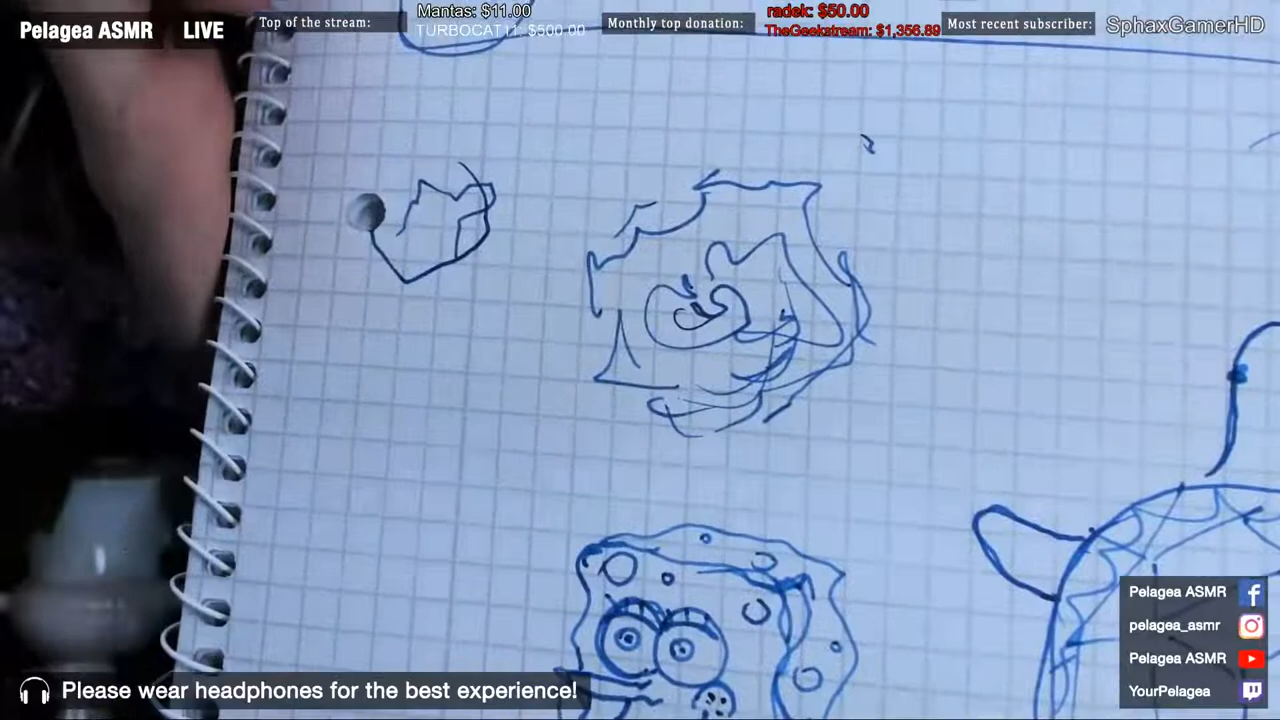 Pelagea ASMR LIVE
Top of the stream:
Mantas: $11.00
TURBOCAT11: $500.00
Monthly top donation:
radek: $50.00
TheGeekstream: $1,356.89
Most recent subscriber:
SphaxGamerHD
Pelagea ASMR
pelagea_asmr
Pelagea ASMR
YourPelagea
Please wear headphones for the best experience!